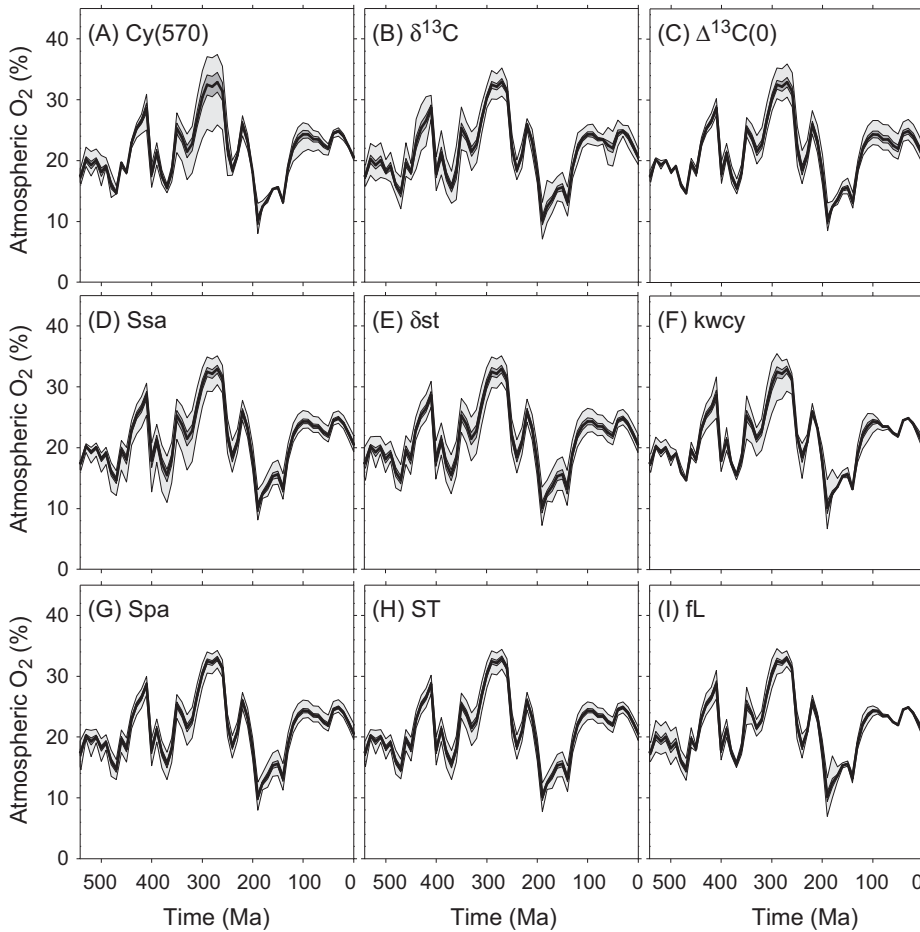 (A) Cy(570)
(B) δ¹³C
(C) Δ¹³C(0)
Atmospheric O₂ (%)
40
30
20
10
0
(D) Ssa
(E) δst
(F) kwcy
Atmospheric O₂ (%)
40
30
20
10
0
(G) Spa
(H) ST
(I) fL
Atmospheric O₂ (%)
40
30
20
10
0
500 400 300 200 100 0
500 400 300 200 100 0
500 400 300 200 100 0
Time (Ma)
Time (Ma)
Time (Ma)